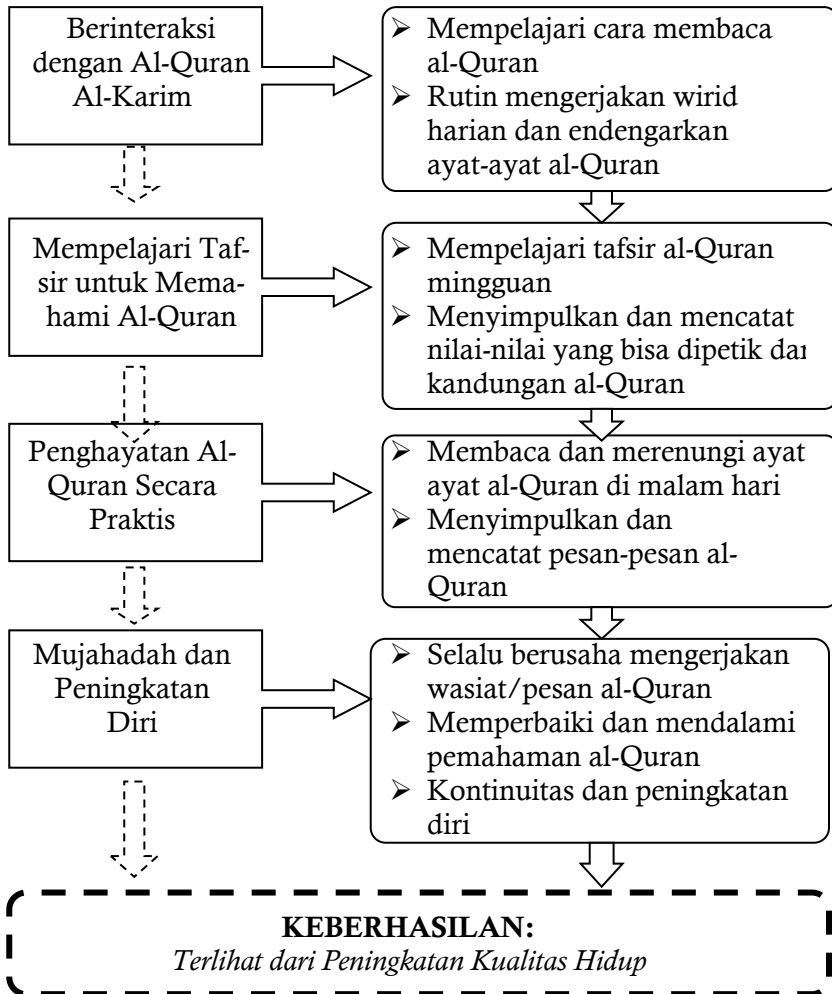 Berinteraksi
dengan Al-Quran
Al-Karim
➢ Mempelajari cara membaca
al-Quran
➢ Rutin mengerjakan wirid
harian dan endengarkan
ayat-ayat al-Quran
Mempelajari Taf-
sir untuk Mema-
hami Al-Quran
➢ Mempelajari tafsir al-Quran
mingguan
➢ Menyimpulkan dan mencatat
nilai-nilai yang bisa dipetik dar
kandungan al-Quran
Penghayatan Al-
Quran Secara
Praktis
➢ Membaca dan merenungi ayat
ayat al-Quran di malam hari
➢ Menyimpulkan dan
mencatat pesan-pesan al-
Quran
Mujahadah dan
Peningkatan
Diri
➢ Selalu berusaha mengerjakan
wasiat/pesan al-Quran
➢ Memperbaiki dan mendalami
pemahaman al-Quran
➢ Kontinuitas dan peningkatan
diri
KEBERHASILAN:
Terlihat dari Peningkatan Kualitas Hidup